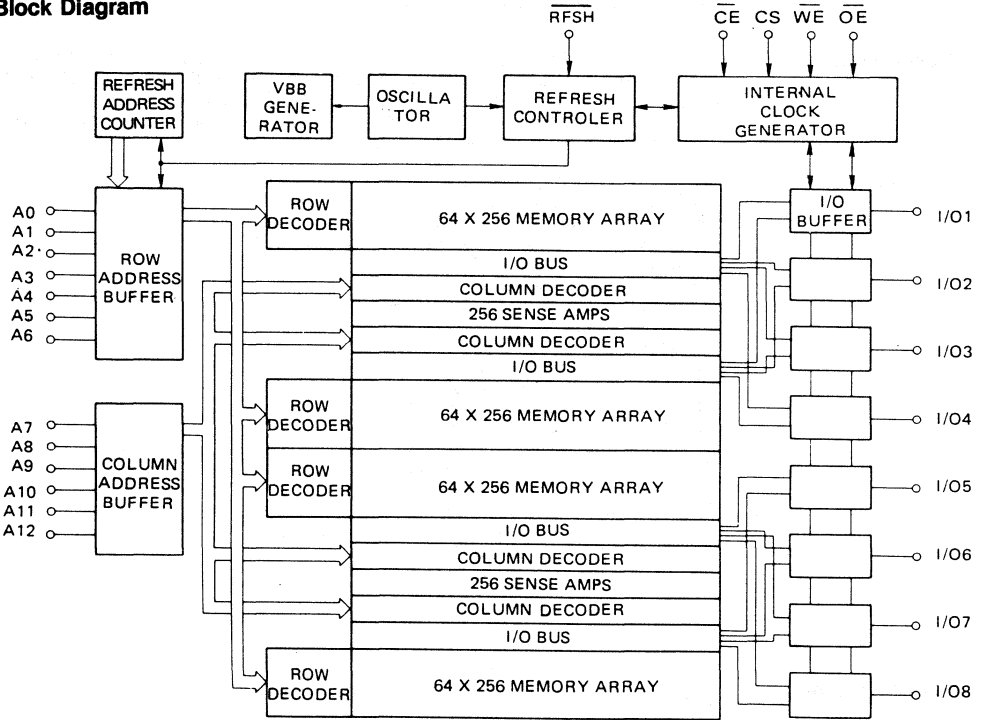 Block Diagram
RFSH
CE CS WE OE
REFRESH
ADDRESS
COUNTER
VBB
GENE-
RATOR
OSCILLA
TOR
REFRESH
CONTROLER
INTERNAL
CLOCK
GENERATOR
A0
A1
A2
A3
A4
A5
A6
ROW
ADDRESS
BUFFER
A7
A8
A9
A10
A11
A12
COLUMN
ADDRESS
BUFFER
ROW
DECODER
64 X 256 MEMORY ARRAY
I/O BUS
COLUMN DECODER
256 SENSE AMPS
COLUMN DECODER
I/O BUS
ROW
DECODER
64 X 256 MEMORY ARRAY
ROW
DECODER
64 X 256 MEMORY ARRAY
I/O BUS
COLUMN DECODER
256 SENSE AMPS
COLUMN DECODER
I/O BUS
ROW
DECODER
64 X 256 MEMORY ARRAY
I/O
BUFFER
I/O1
I/O2
I/O3
I/O4
I/O5
I/O6
I/O7
I/O8